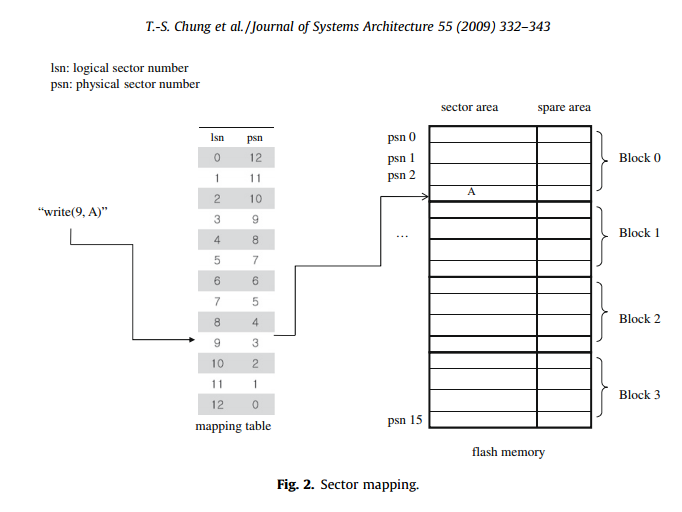 T.-S. Chung et al. / Journal of Systems Architecture 55 (2009) 332–343
lsn: logical sector number
psn: physical sector number
sector area spare area
lsn psn
0 12
1 11
2 10
3 9
4 8
5 7
6 6
7 5
8 4
9 3
10 2
11 1
12 0
mapping table
“write(9, A)”
psn 0
psn 1
psn 2
A
...
psn 15
Block 0
Block 1
Block 2
Block 3
flash memory
Fig. 2. Sector mapping.